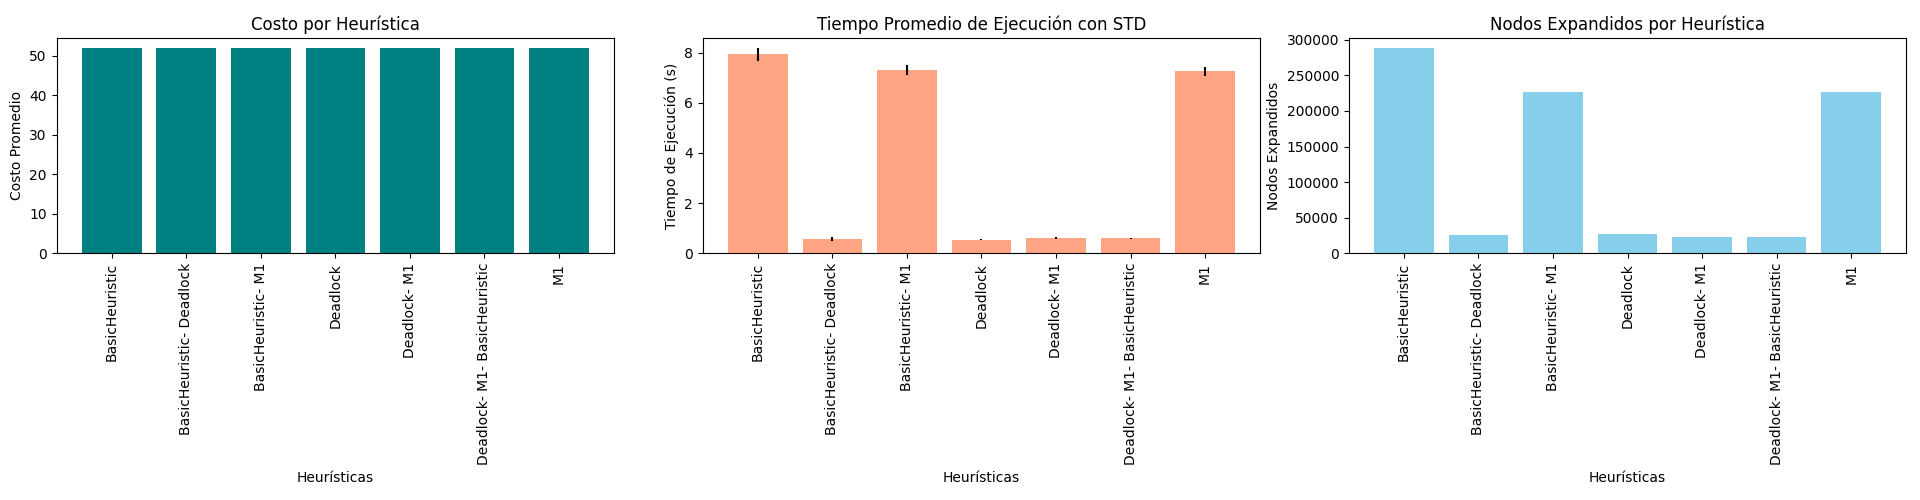 Costo por Heurística
Costo Promedio
50
40
30
20
10
0
BasicHeuristic
BasicHeuristic- Deadlock
BasicHeuristic- M1
Deadlock
Deadlock- M1
Deadlock- M1- BasicHeuristic
M1
Heurísticas
Tiempo Promedio de Ejecución con STD
Tiempo de Ejecución (s)
8
6
4
2
0
BasicHeuristic
BasicHeuristic- Deadlock
BasicHeuristic- M1
Deadlock
Deadlock- M1
Deadlock- M1- BasicHeuristic
M1
Heurísticas
Nodos Expandidos por Heurística
Nodos Expandidos
300000
250000
200000
150000
100000
50000
0
BasicHeuristic
BasicHeuristic- Deadlock
BasicHeuristic- M1
Deadlock
Deadlock- M1
Deadlock- M1- BasicHeuristic
M1
Heurísticas